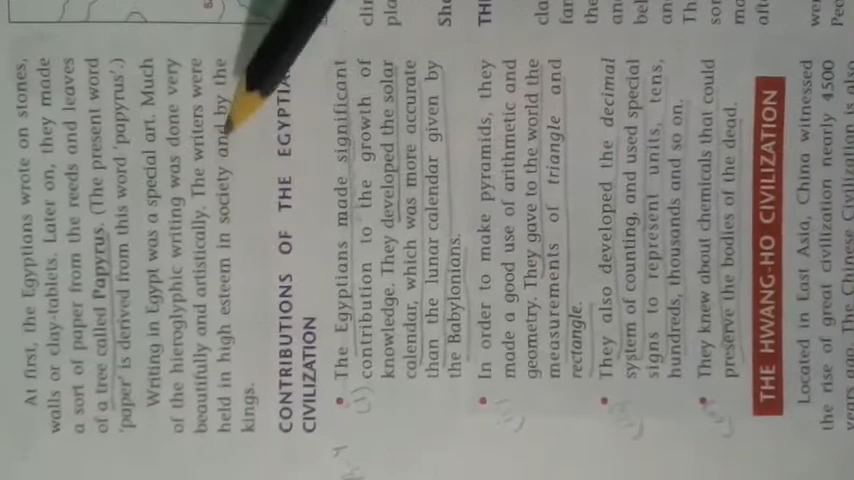 At first, the Egyptians wrote on stones,
walls or clay-tablets. Later on, they made
a sort of paper from the reeds and leaves
of a tree called Papyrus. (The present word
'paper' is derived from this word 'papyrus'.)
Writing in Egypt was a special art. Much
of the hieroglyphic writing was done very
beautifully and artistically. The writers were
held in high esteem in society and by the
kings.
CONTRIBUTIONS OF THE EGYPTIA
CIVILIZATION
• The Egyptians made significant
contribution to the growth of
knowledge. They developed the solar
calendar, which was more accurate
than the lunar calendar given by
the Babylonians.
• In order to make pyramids, they
made a good use of arithmetic and
geometry. They gave to the world the
measurements of triangle and
rectangle.
• They also developed the decimal
system of counting, and used special
signs to represent units, tens,
hundreds, thousands and so on.
• They knew about chemicals that could
preserve the bodies of the dead.
THE HWANG-HO CIVILIZATION
Located in East Asia, China witnessed
the rise of great civilization nearly 4500
years ago. The Chinese Civilization is also